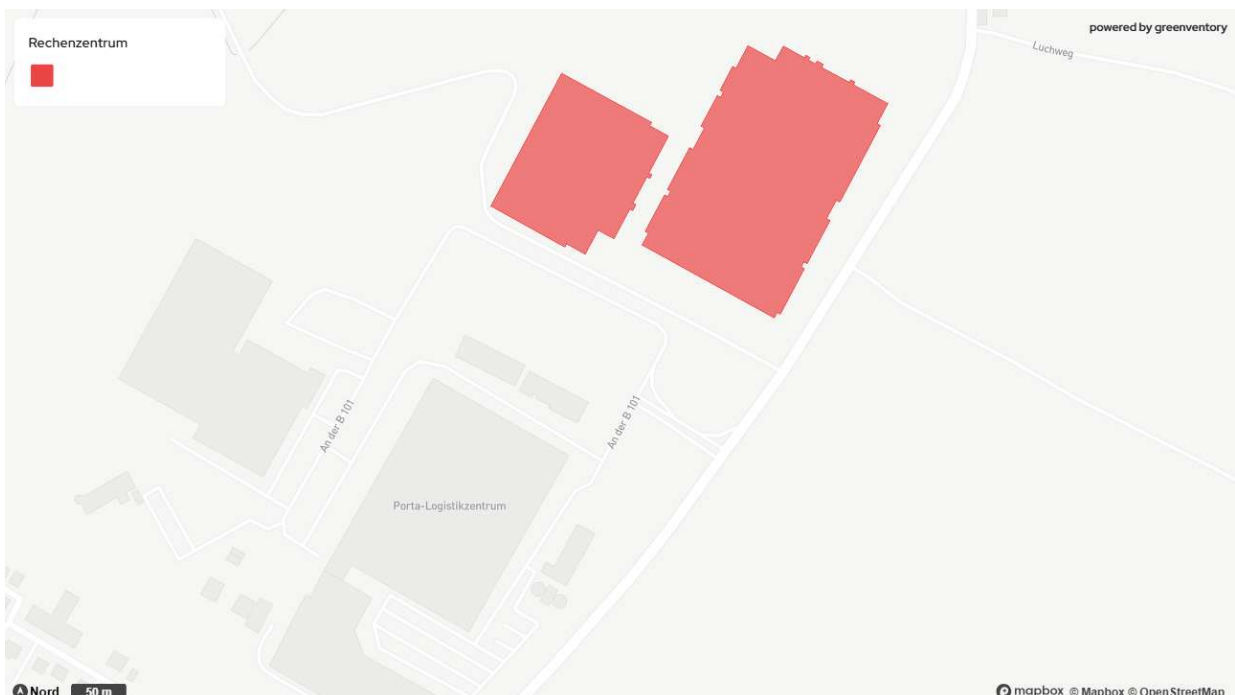 Rechenzentrum
powered by greenventory
Luchweg
An der B 101
An der B 101
Porta-Logistikzentrum
Nord
50 m
mapbox © Mapbox © OpenStreetMap